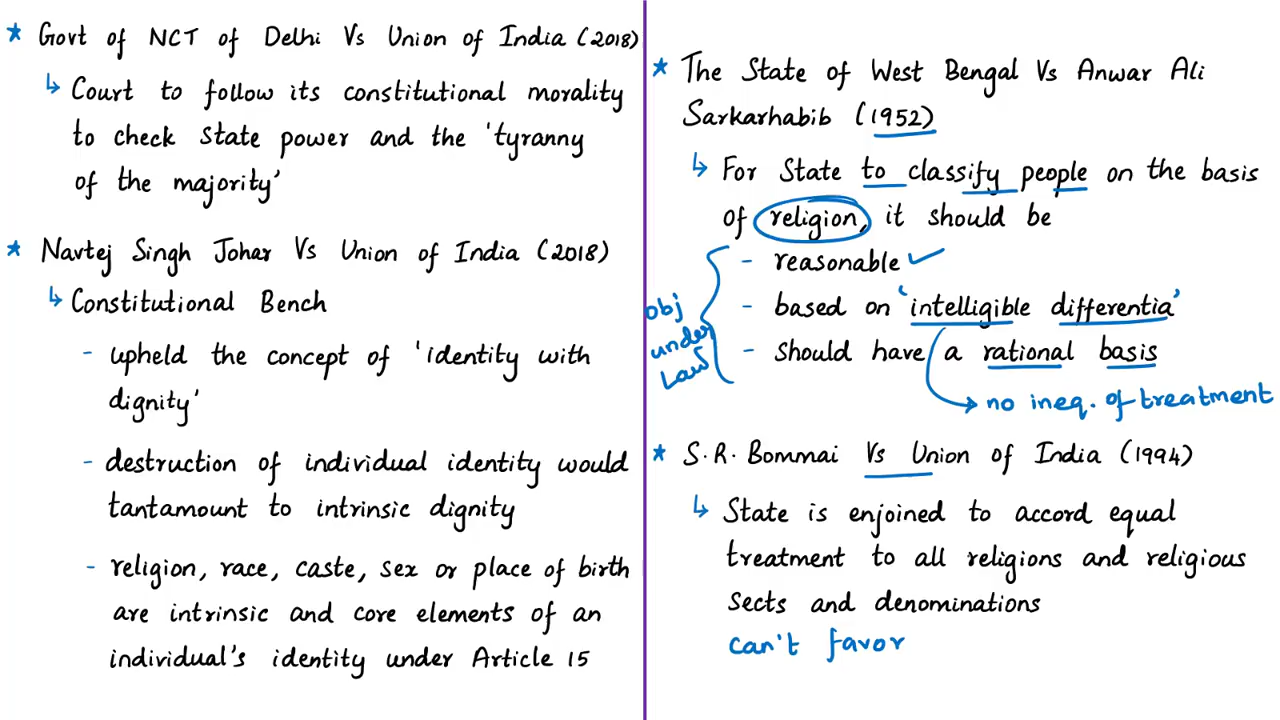 * Govt of NCT of Delhi Vs Union of India (2018)
↳ Court to follow its constitutional morality
to check state power and the 'tyranny
of the majority'
* Navtej Singh Johar Vs Union of India (2018)
↳ Constitutional Bench
- upheld the concept of 'identity with
dignity'
- destruction of individual identity would
tantamount to intrinsic dignity
- religion, race, caste, sex or place of birth
are intrinsic and core elements of an
individual's identity under Article 15
* The State of West Bengal Vs Anwar Ali
Sarkarhabib (1952)
↳ For State to classify people on the basis
of religion, it should be
- reasonable ✓
- based on 'intelligible differentia'
- should have a rational basis
obj
under
Law
→ no ineq. of treatment
* S.R. Bommai Vs Union of India (1994)
↳ State is enjoined to accord equal
treatment to all religions and religious
sects and denominations
can't favor